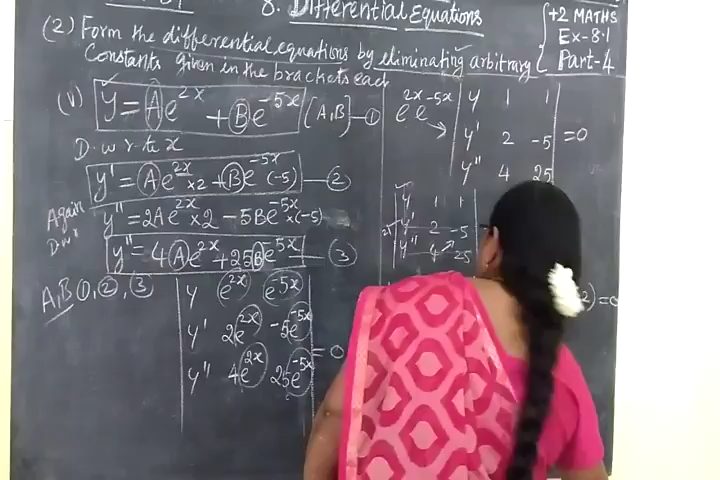 8. Differential Equations
+2 MATHS
Ex-8.1
Part-4
(2) Form the differential equations by eliminating arbitrary
Constants given in the brackets each
(1) y = Ae^{2x} + Be^{-5x} [A,B] — ①
D. w. r. to x
y' = Ae^{2x} × 2 + Be^{-5x} (-5) — ②
Again D w r y'' = 2Ae^{2x} × 2 - 5Be^{-5x} × (-5)
y'' = 4Ae^{2x} + 25Be^{-5x} — ③
A,B ①, ②, ③
y e^{2x} e^{-5x}
y' 2e^{2x} -5e^{-5x} = 0
y'' 4e^{2x} 25e^{-5x}
e^{2x} e^{-5x}
y 1 1
y' 2 -5 = 0
y'' 4 25
y 1 1
y' 2 -5
y'' 4 25
2) = 0